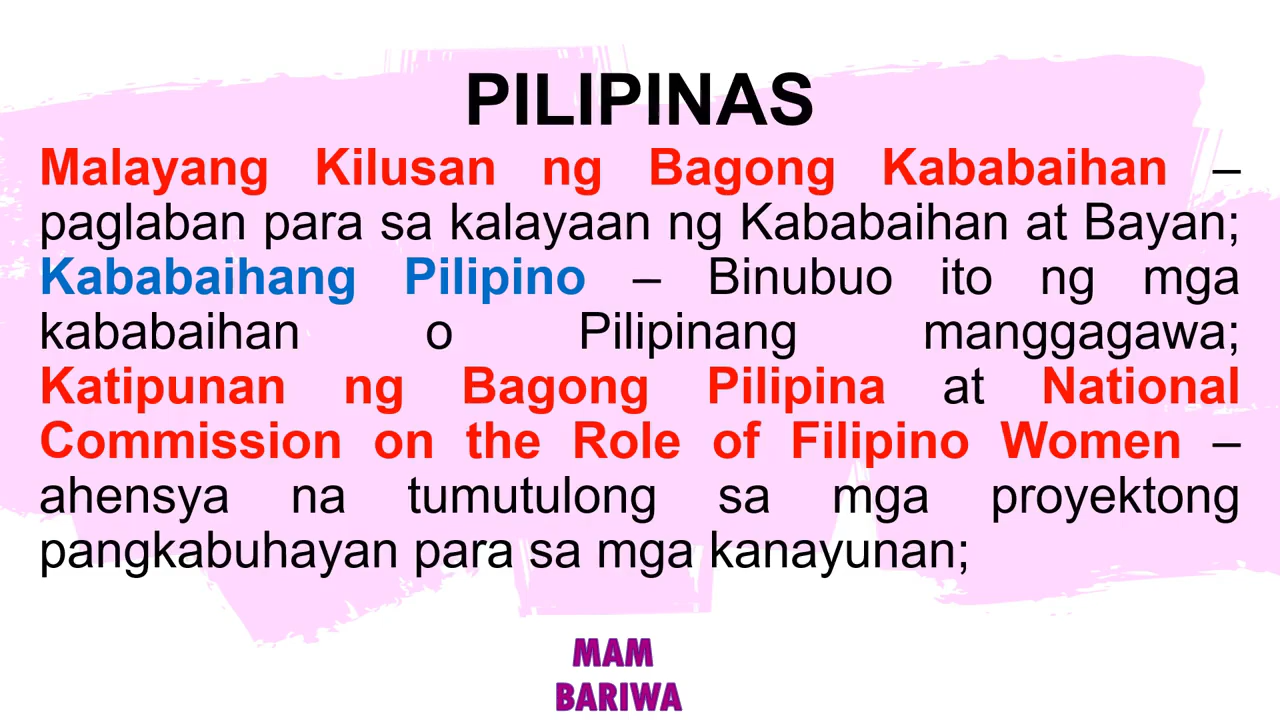 PILIPINAS
Malayang Kilusan ng Bagong Kababaihan –
paglaban para sa kalayaan ng Kababaihan at Bayan;
Kababaihang Pilipino – Binubuo ito ng mga
kababaihan o Pilipinang manggagawa;
Katipunan ng Bagong Pilipina at National
Commission on the Role of Filipino Women –
ahensya na tumutulong sa mga proyektong
pangkabuhayan para sa mga kanayunan;
MAM
BARIWA